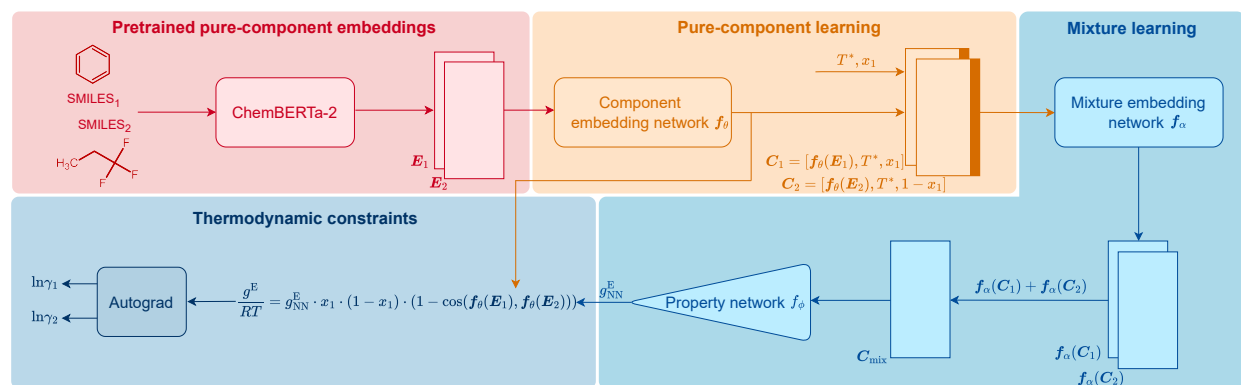 Pretrained pure-component embeddings
SMILES₁
SMILES₂
H₃C
F
F
F
ChemBERTa-2
E₁
E₂
Pure-component learning
Component
embedding network f_θ
T*, x₁
C₁ = [f_θ(E₁), T*, x₁]
C₂ = [f_θ(E₂), T*, 1 − x₁]
Mixture learning
Mixture embedding
network f_α
f_α(C₁)
f_α(C₂)
f_α(C₁) + f_α(C₂)
C_mix
Property network f_ϕ
g^E_NN
Thermodynamic constraints
g^E/RT = g^E_NN · x₁ · (1 − x₁) · (1 − cos(f_θ(E₁), f_θ(E₂)))
Autograd
lnγ₁
lnγ₂